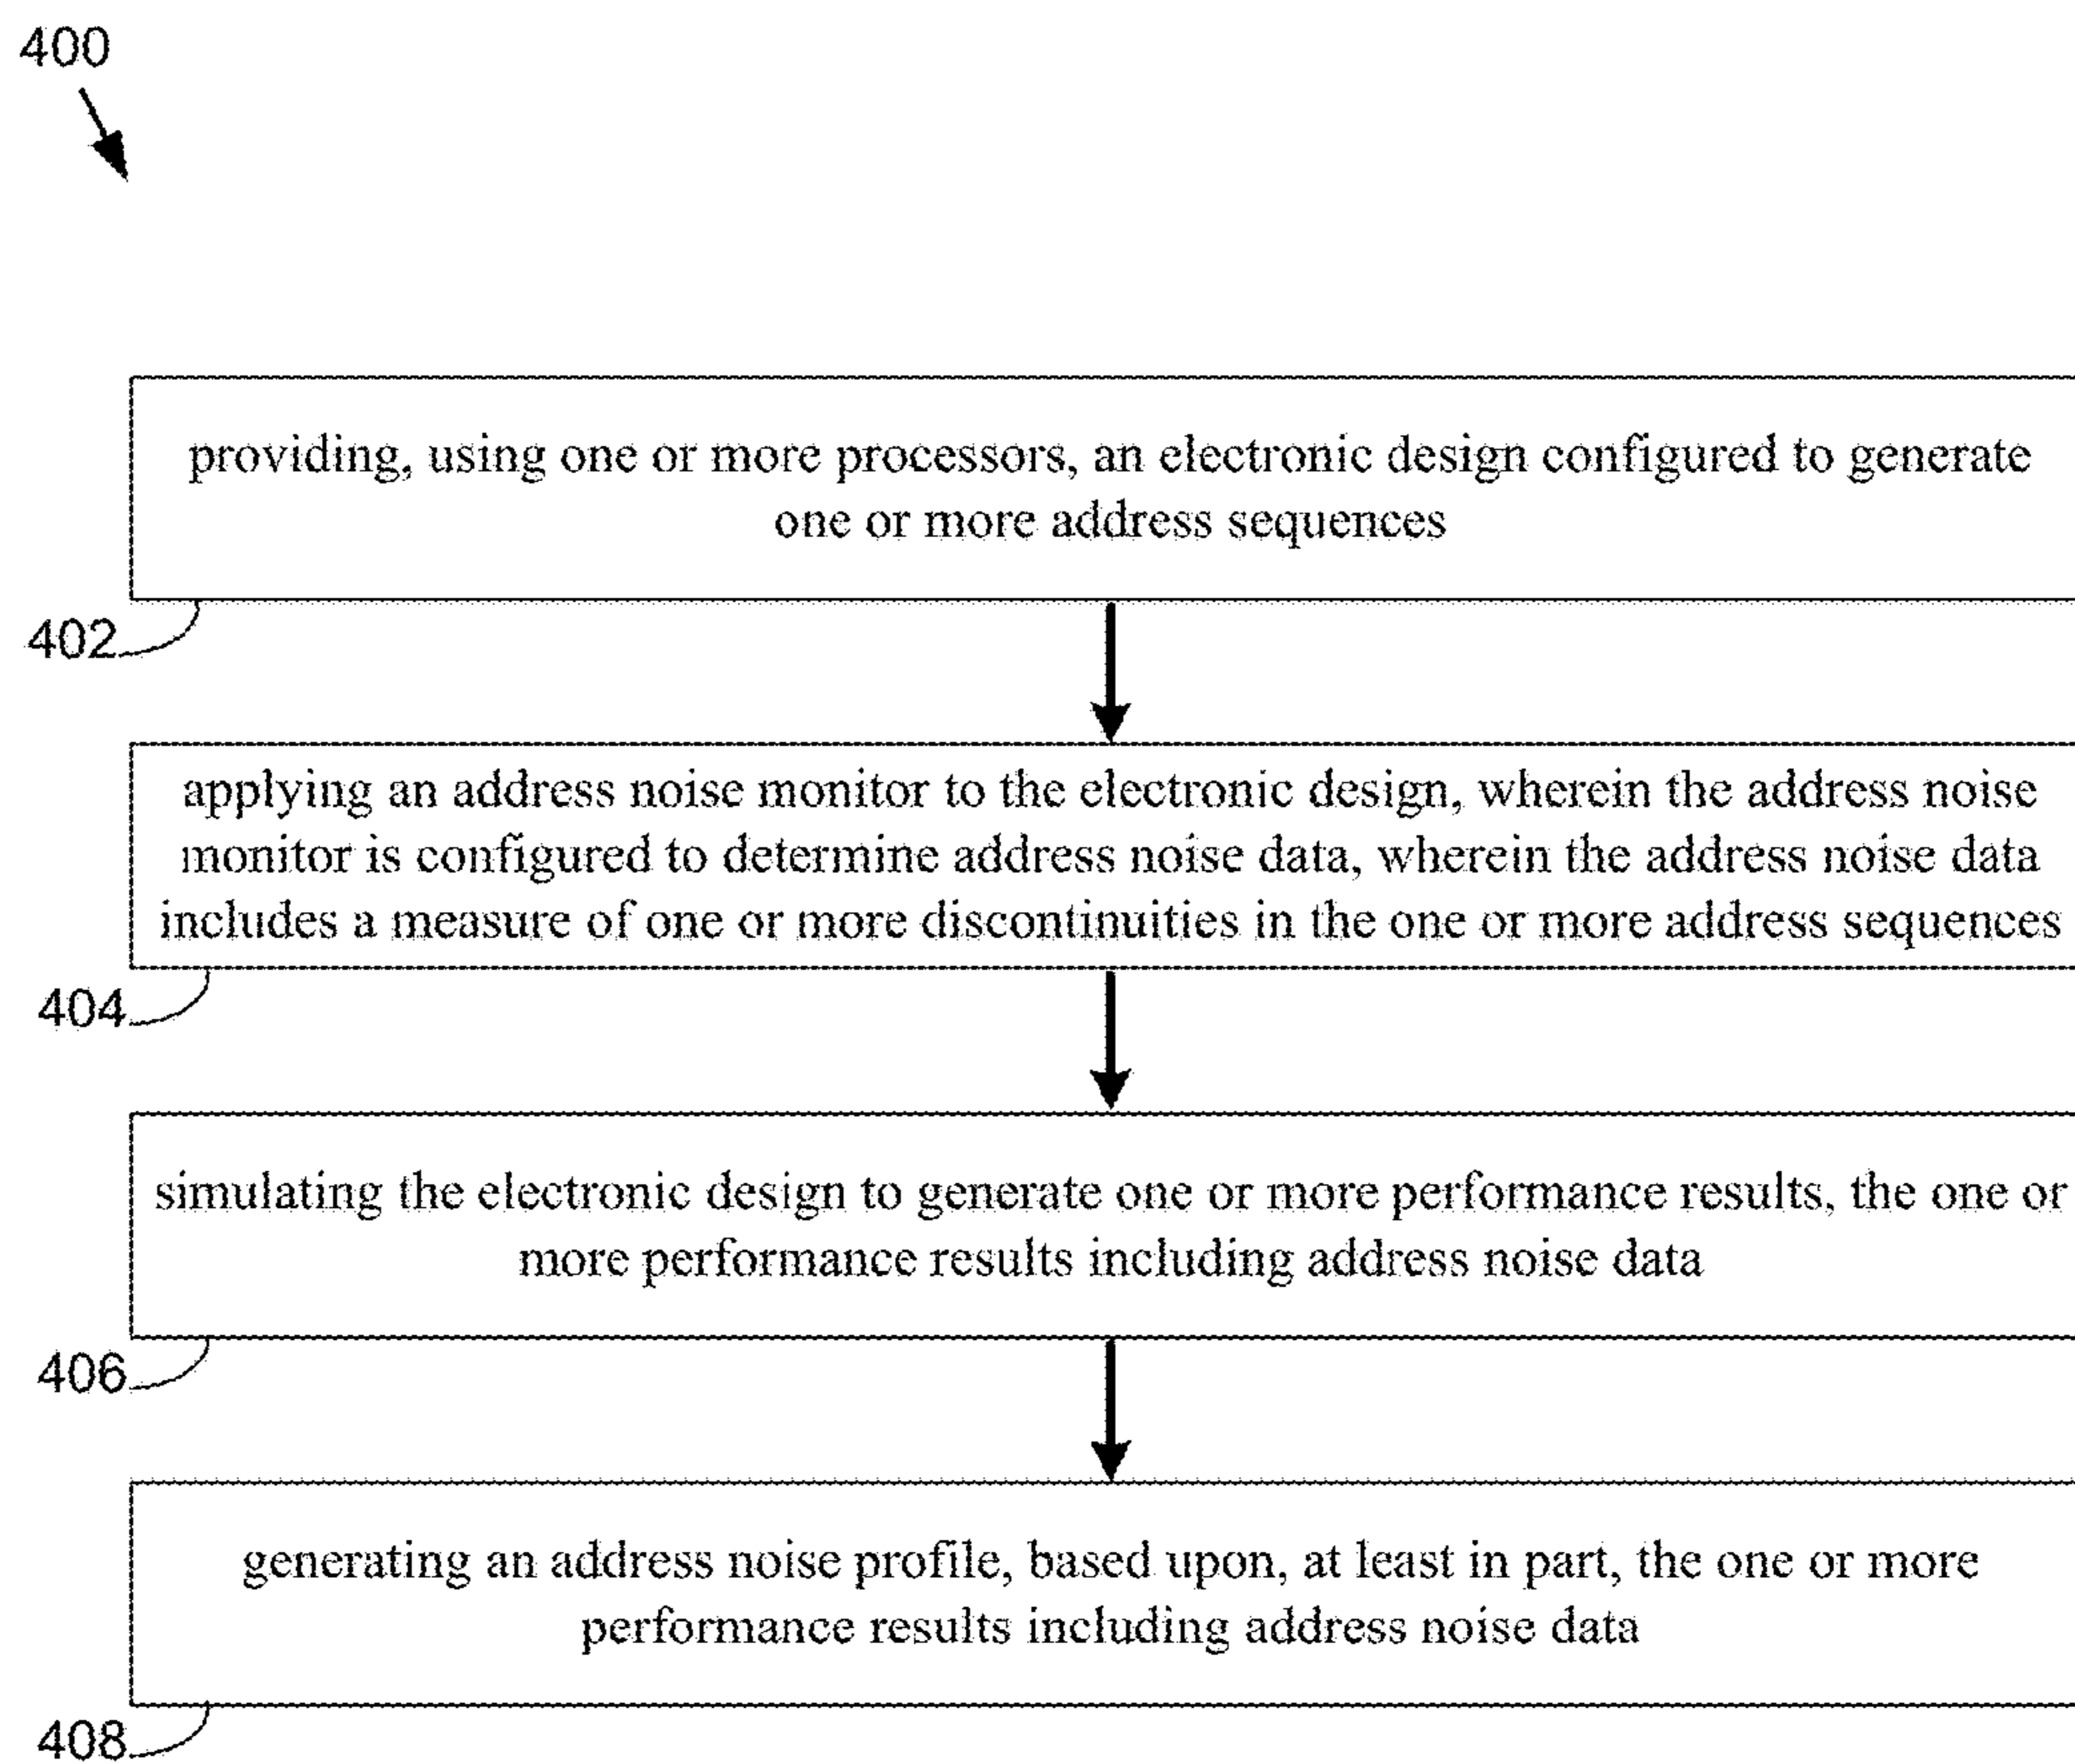 400
providing, using one or more processors, an electronic design configured to generate
one or more address sequences
402
applying an address noise monitor to the electronic design, wherein the address noise
monitor is configured to determine address noise data, wherein the address noise data
includes a measure of one or more discontinuities in the one or more address sequences
404
simulating the electronic design to generate one or more performance results, the one or
more performance results including address noise data
406
generating an address noise profile, based upon, at least in part, the one or more
performance results including address noise data
408